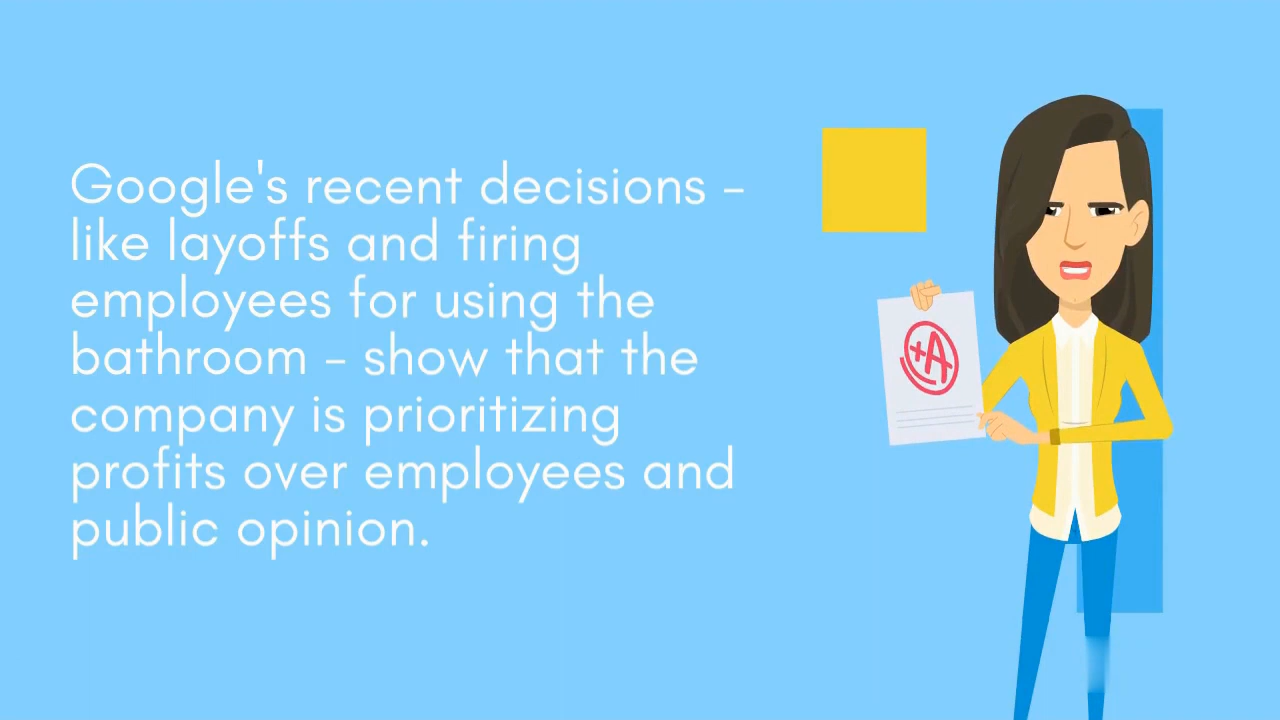 Google's recent decisions –
like layoffs and firing
employees for using the
bathroom – show that the
company is prioritizing
profits over employees and
public opinion.
+A